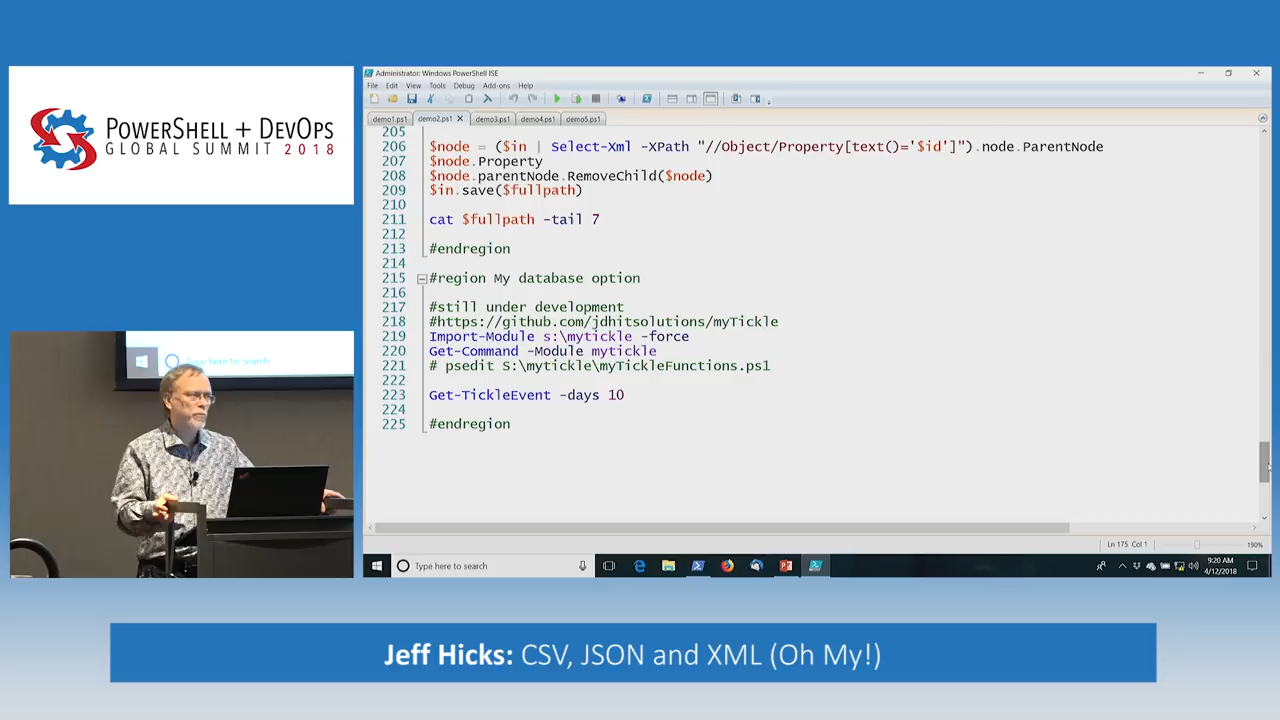 POWERSHELL + DEVOPS
GLOBAL SUMMIT 2018
Type here to search
Administrator: Windows PowerShell ISE
File Edit View Tools Debug Add-ons Help
demo1.ps1 demo2.ps1 demo3.ps1 demo4.ps1 demo5.ps1
205
206 $node = ($in | Select-Xml -XPath "//Object/Property[text()='$id']").node.ParentNode
207 $node.Property
208 $node.parentNode.RemoveChild($node)
209 $in.save($fullpath)
210
211 cat $fullpath -tail 7
212
213 #endregion
214
215 #region My database option
216
217 #still under development
218 #https://github.com/jdhitsolutions/myTickle
219 Import-Module s:\mytickle -force
220 Get-Command -Module mytickle
221 # psedit S:\mytickle\myTickleFunctions.ps1
222
223 Get-TickleEvent -days 10
224
225 #endregion
Ln 175 Col 1 190%
Type here to search
9:20 AM
4/12/2018
Jeff Hicks: CSV, JSON and XML (Oh My!)